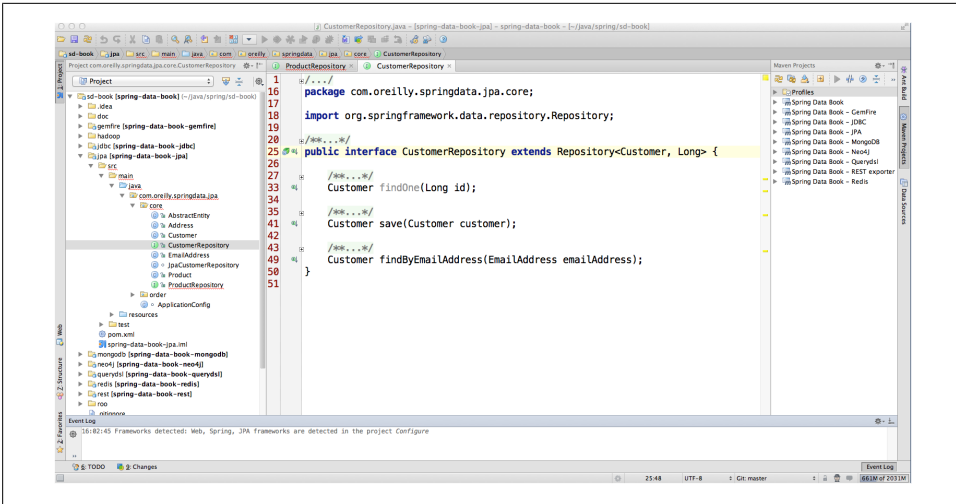 CustomerRepository.java – [spring-data-book-jpa] – spring-data-book – [~/java/spring/sd-book]
sd-book
jpa
src
main
java
com
oreilly
springdata
jpa
core
CustomerRepository
Project com.oreilly.springdata.jpa.core.CustomerRepository
ProductRepository ×
CustomerRepository ×
Maven Projects
1: Project
Project
sd-book [spring-data-book] (~/java/spring/sd-book)
.idea
doc
gemfire [spring-data-book-gemfire]
hadoop
jdbc [spring-data-book-jdbc]
jpa [spring-data-book-jpa]
src
main
java
com.oreilly.springdata.jpa
core
AbstractEntity
Address
Customer
CustomerRepository
EmailAddress
JpaCustomerRepository
Product
ProductRepository
order
ApplicationConfig
resources
test
pom.xml
spring-data-book-jpa.iml
mongodb [spring-data-book-mongodb]
neo4j [spring-data-book-neo4j]
querydsl [spring-data-book-querydsl]
redis [spring-data-book-redis]
rest [spring-data-book-rest]
roo
.gitignore
Web
Z: Structure
2: Favorites
1 /.../
16 package com.oreilly.springdata.jpa.core;
17
18 import org.springframework.data.repository.Repository;
19
20 /**...*/
25 public interface CustomerRepository extends Repository<Customer, Long> {
26
27 /**...*/
33 Customer findOne(Long id);
34
35 /**...*/
41 Customer save(Customer customer);
42
43 /**...*/
49 Customer findByEmailAddress(EmailAddress emailAddress);
50 }
51
Profiles
Spring Data Book
Spring Data Book – GemFire
Spring Data Book – JDBC
Spring Data Book – JPA
Spring Data Book – MongoDB
Spring Data Book – Neo4J
Spring Data Book – Querydsl
Spring Data Book – REST exporter
Spring Data Book – Redis
Ant Build
Maven Projects
Data Sources
Event Log
16:02:45 Frameworks detected: Web, Spring, JPA frameworks are detected in the project Configure
6: TODO
9: Changes
Event Log
25:48
UTF-8
Git: master
661M of 2031M